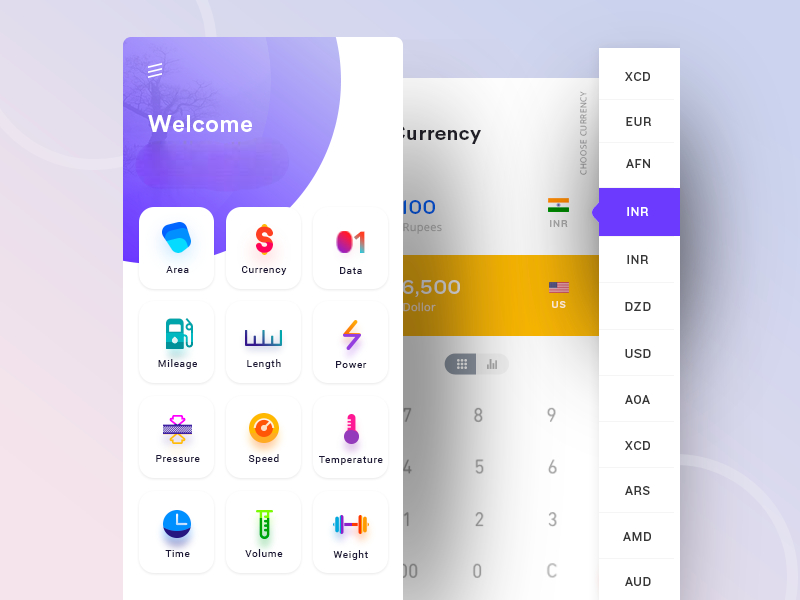 Welcome
Area
Currency
01
Data
Mileage
Length
Power
Pressure
Speed
Temperature
Time
Volume
Weight
Currency
CHOOSE CURRENCY
100
Rupees
INR
6,500
Dollor
US
7 8 9
4 5 6
1 2 3
00 0 C
XCD
EUR
AFN
INR
INR
DZD
USD
AOA
XCD
ARS
AMD
AUD